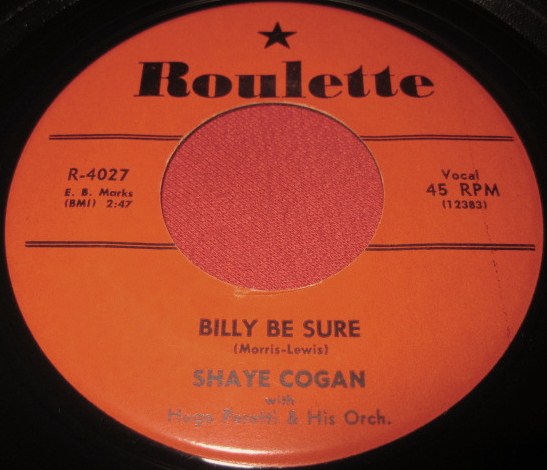 Roulette
R-4027
E. B. Marks
(BMI) 2:47
Vocal
45 RPM
(12383)
BILLY BE SURE
(Morris-Lewis)
SHAYE COGAN
with
Hugo Peretti & His Orch.